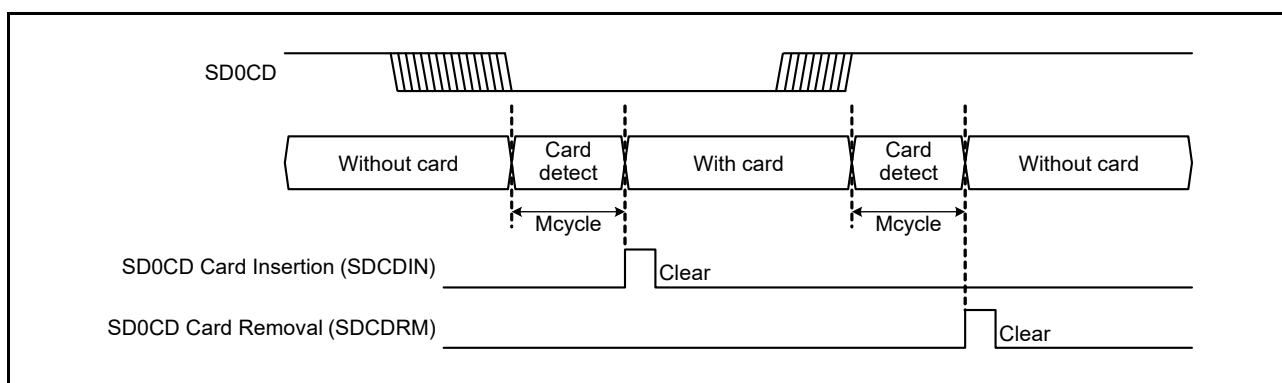 SD0CD
Without card
Card
detect
With card
Card
detect
Without card
Mcycle
Mcycle
SD0CD Card Insertion (SDCDIN)
Clear
SD0CD Card Removal (SDCDRM)
Clear